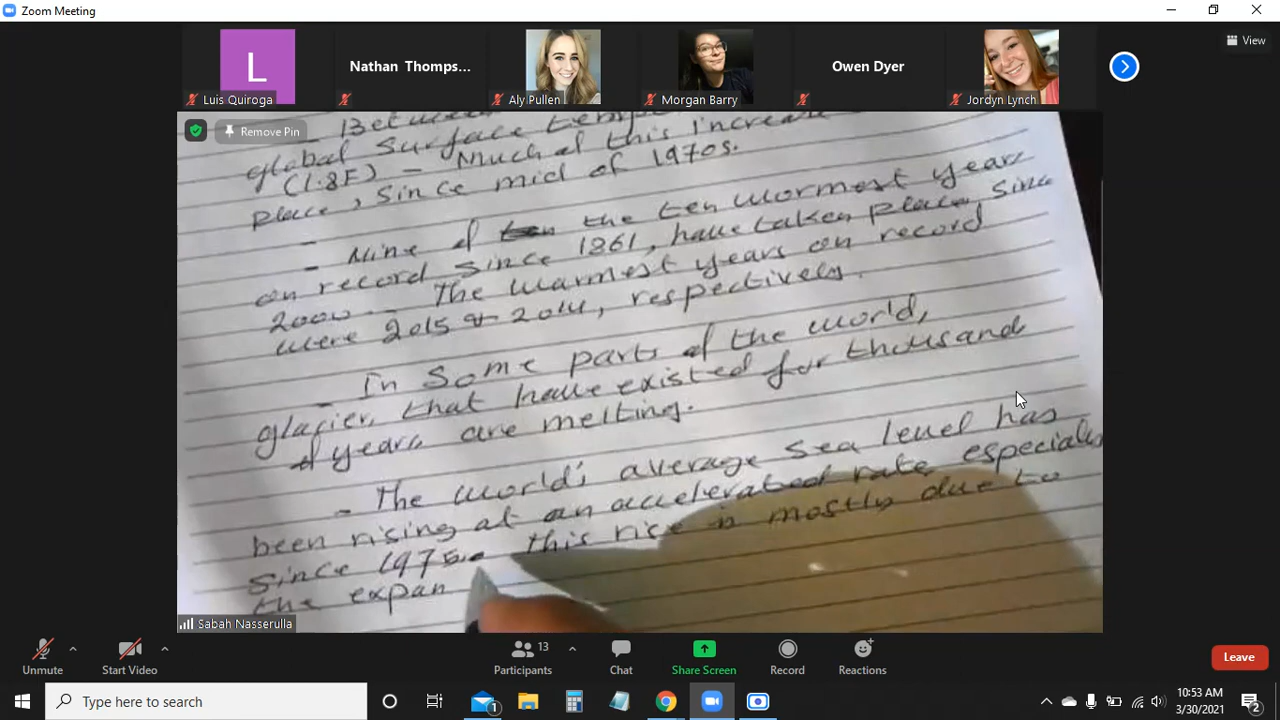 Zoom Meeting
View
L
Nathan Thomps...
Owen Dyer
Luis Quiroga
Aly Pullen
Morgan Barry
Jordyn Lynch
Remove Pin
- Between
global Surface temp
(1.8F) - Much of this increase
place, since mid of 1970s.
- Nine of the ten warmest years
on record since 1861, have taken place since
2000. - The warmest years on record
were 2015 & 2014, respectively.
- In Some parts of the world,
glacier, that have existed for thousand
of years are melting.
- The world's average sea level has
been rising at an accelerated rate especially
since 1975. this rise is mostly due to
the expan
Sabah Nasserulla
13
Unmute
Start Video
Participants
Chat
Share Screen
Record
Reactions
Leave
Type here to search
1
10:53 AM
3/30/2021
2